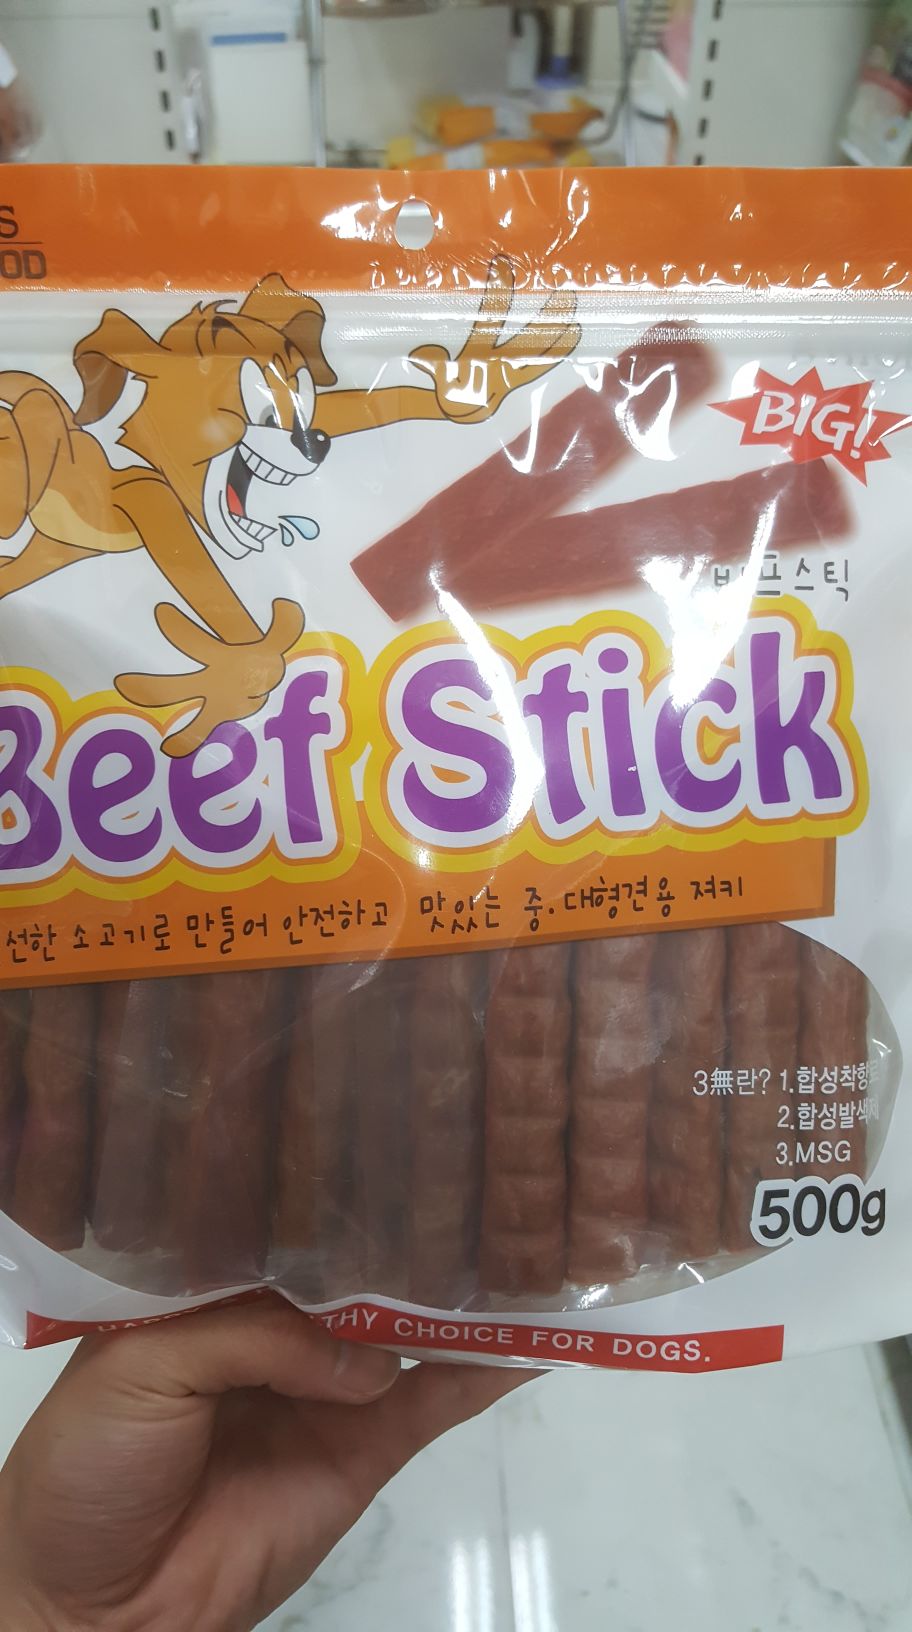 S
OD
BIG!
비프스틱
Beef Stick
선한 소고기로 만들어 안전하고 맛있는 중.대형견용 져키
3無란? 1.합성착향료
2.합성발색제
3.MSG
500g
CHOICE FOR DOGS.